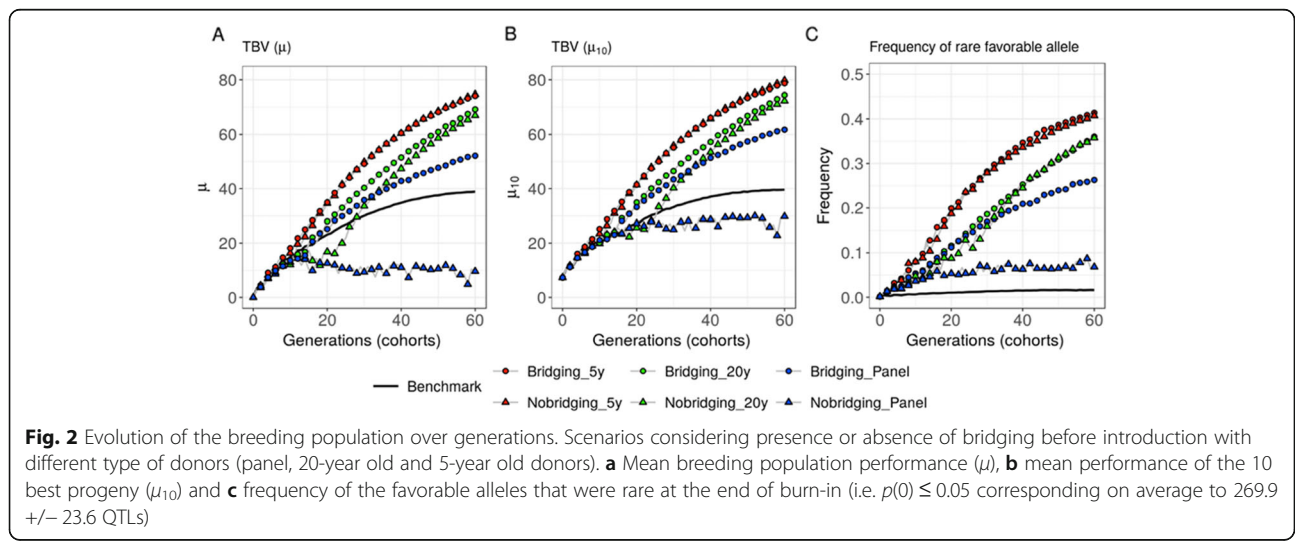 A
TBV (μ)
80
60
40
20
0
μ
0 20 40 60
Generations (cohorts)
B
TBV (μ₁₀)
80
60
40
20
0
μ₁₀
0 20 40 60
Generations (cohorts)
C
Frequency of rare favorable allele
0.5
0.4
0.3
0.2
0.1
0.0
Frequency
0 20 40 60
Generations (cohorts)
Benchmark
Bridging_5y Bridging_20y Bridging_Panel
Nobridging_5y Nobridging_20y Nobridging_Panel
Fig. 2 Evolution of the breeding population over generations. Scenarios considering presence or absence of bridging before introduction with
different type of donors (panel, 20-year old and 5-year old donors). a Mean breeding population performance (μ), b mean performance of the 10
best progeny (μ₁₀) and c frequency of the favorable alleles that were rare at the end of burn-in (i.e. p(0) ≤ 0.05 corresponding on average to 269.9
+/− 23.6 QTLs)